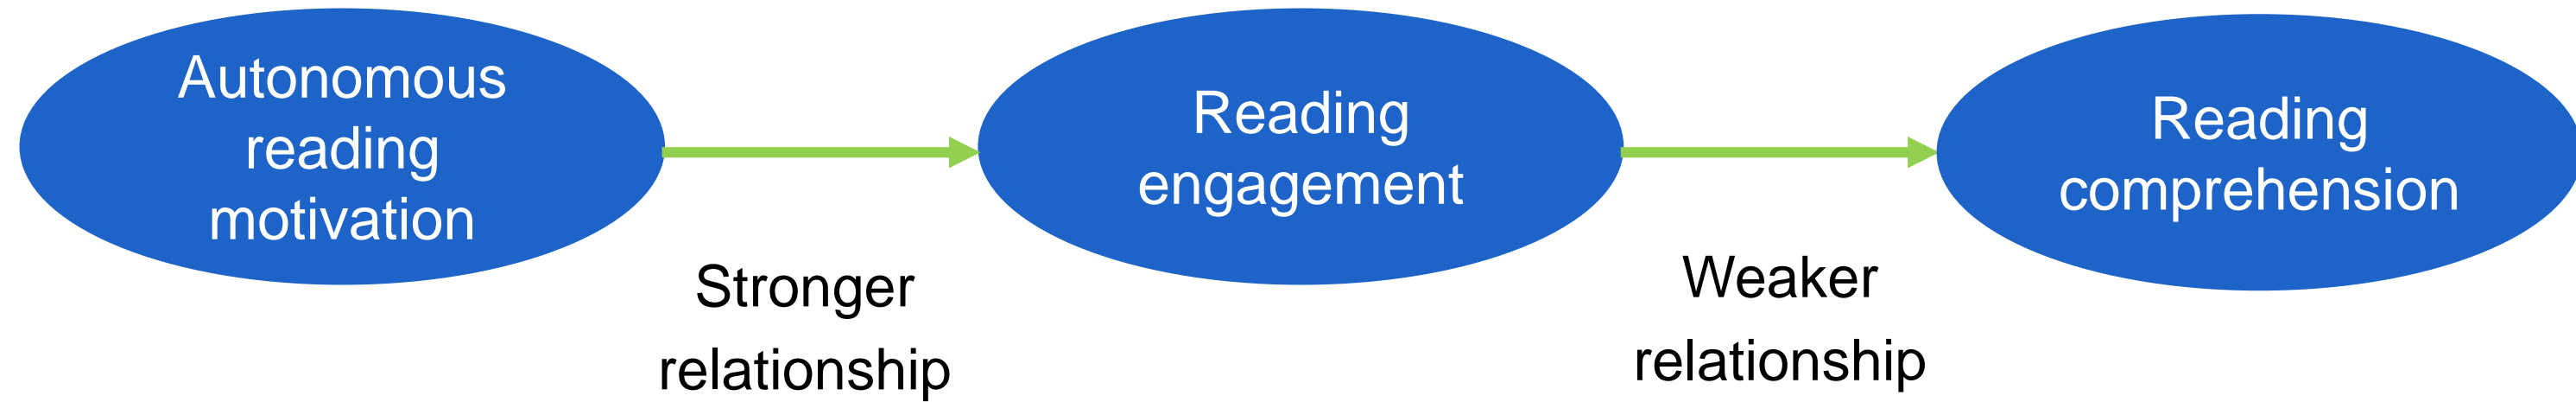 Autonomous
reading
motivation
Stronger
relationship
Reading
engagement
Weaker
relationship
Reading
comprehension